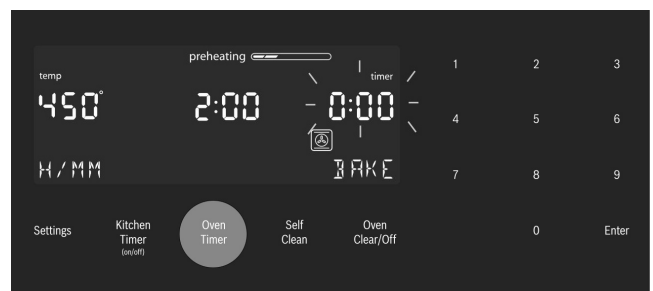 preheating
temp
timer
450°
2:00
0:00
H/MM
BAKE
1 2 3
4 5 6
7 8 9
0 Enter
Settings
Kitchen
Timer
(on/off)
Oven
Timer
Self
Clean
Oven
Clear/Off